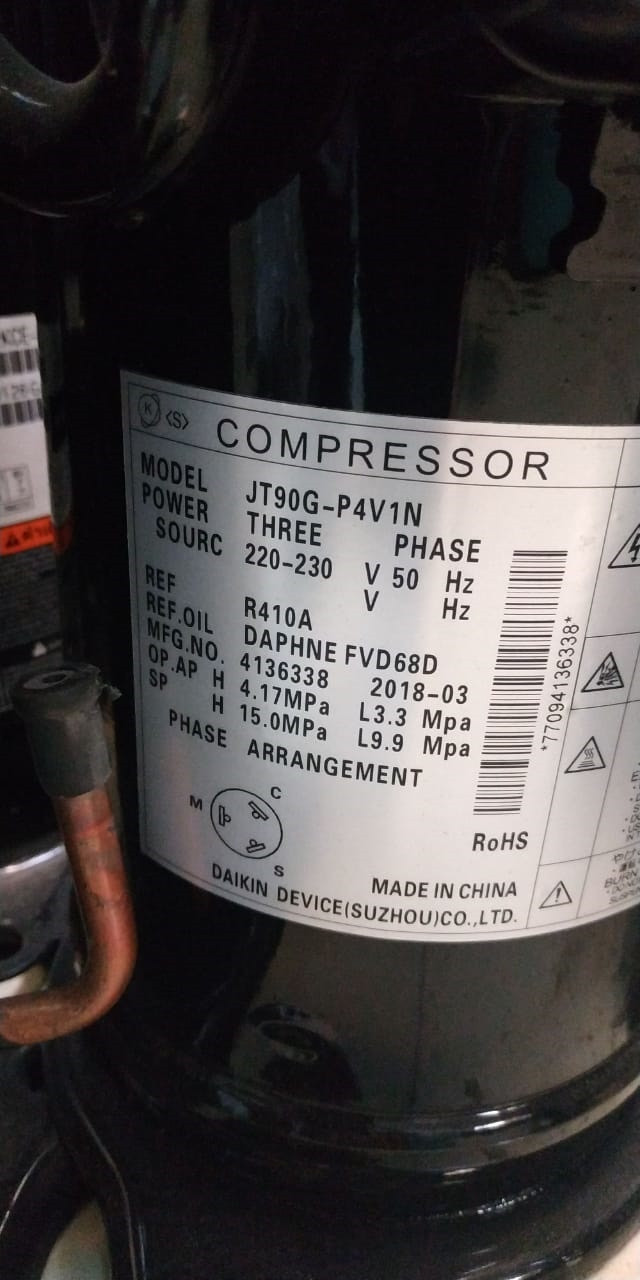 K <S> COMPRESSOR
MODEL JT90G-P4V1N
POWER THREE PHASE
SOURC 220-230 V 50 Hz
V Hz
REF R410A
REF.OIL DAPHNE FVD68D
MFG.NO. 4136338 2018-03
OP.AP H 4.17MPa L3.3 Mpa
SP H 15.0MPa L9.9 Mpa
PHASE ARRANGEMENT
C
M
S
*77094136338*
RoHS
MADE IN CHINA
DAIKIN DEVICE(SUZHOU)CO.,LTD.